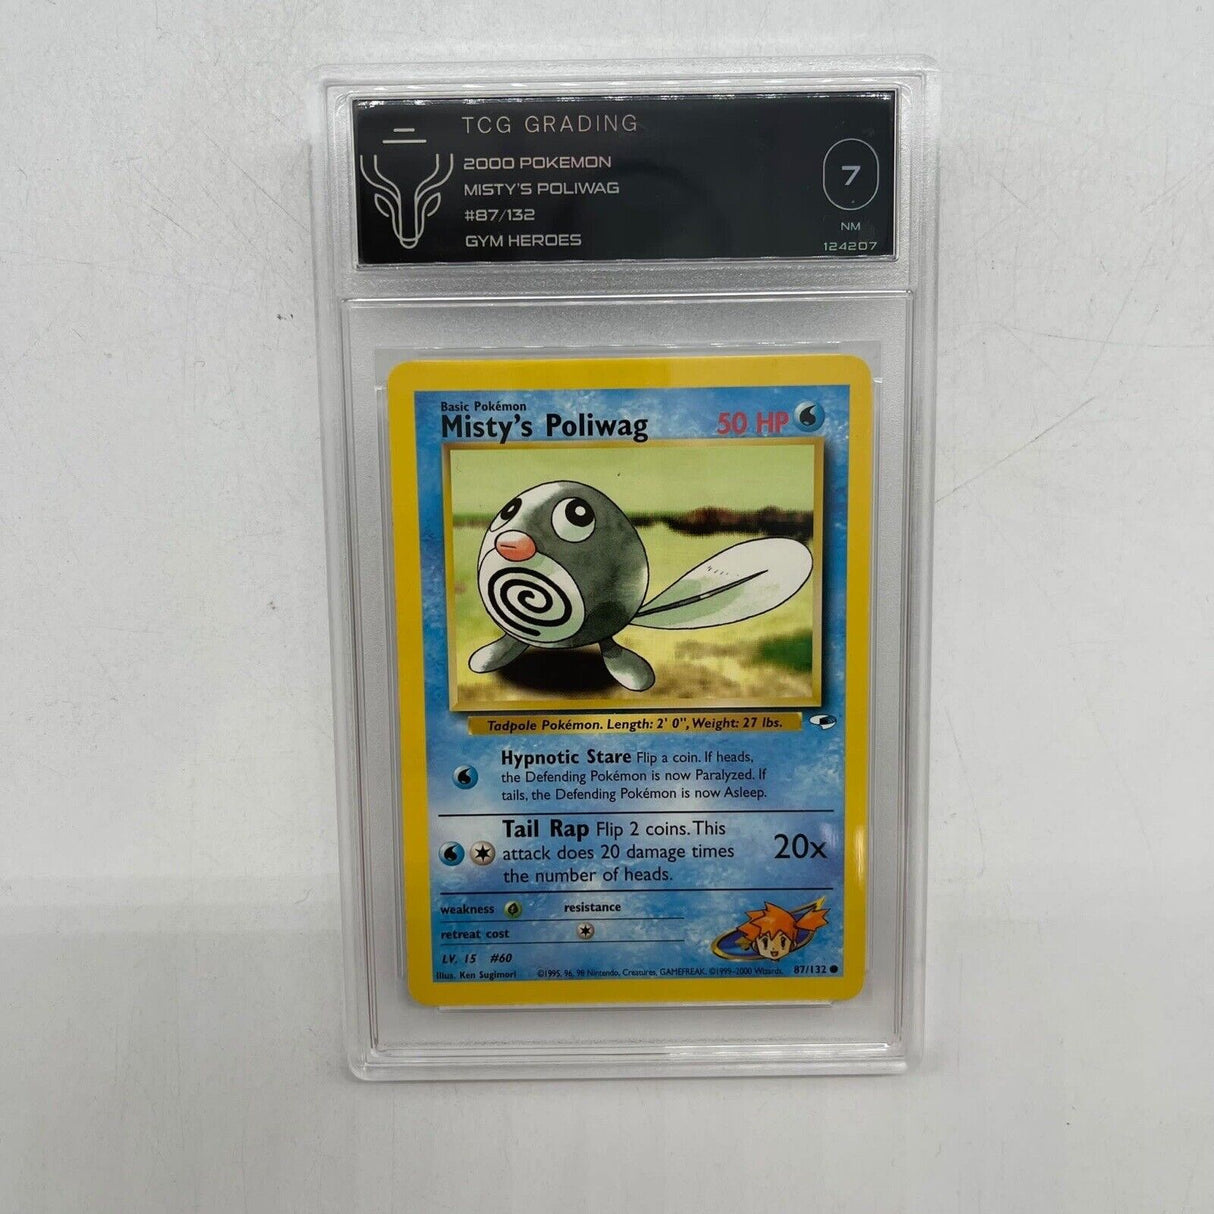 TCG GRADING
2000 POKEMON
MISTY'S POLIWAG
#87/132
GYM HEROES
7
NM
124207
Basic Pokémon
Misty's Poliwag
50 HP
Tadpole Pokémon. Length: 2' 0", Weight: 27 lbs.
Hypnotic Stare Flip a coin. If heads,
the Defending Pokémon is now Paralyzed. If
tails, the Defending Pokémon is now Asleep.
Tail Rap Flip 2 coins. This
attack does 20 damage times
the number of heads.
20x
weakness
resistance
retreat cost
LV. 15 #60
Illus. Ken Sugimori
©1995, 96, 98 Nintendo, Creatures, GAMEFREAK. ©1999-2000 Wizards.
87/132